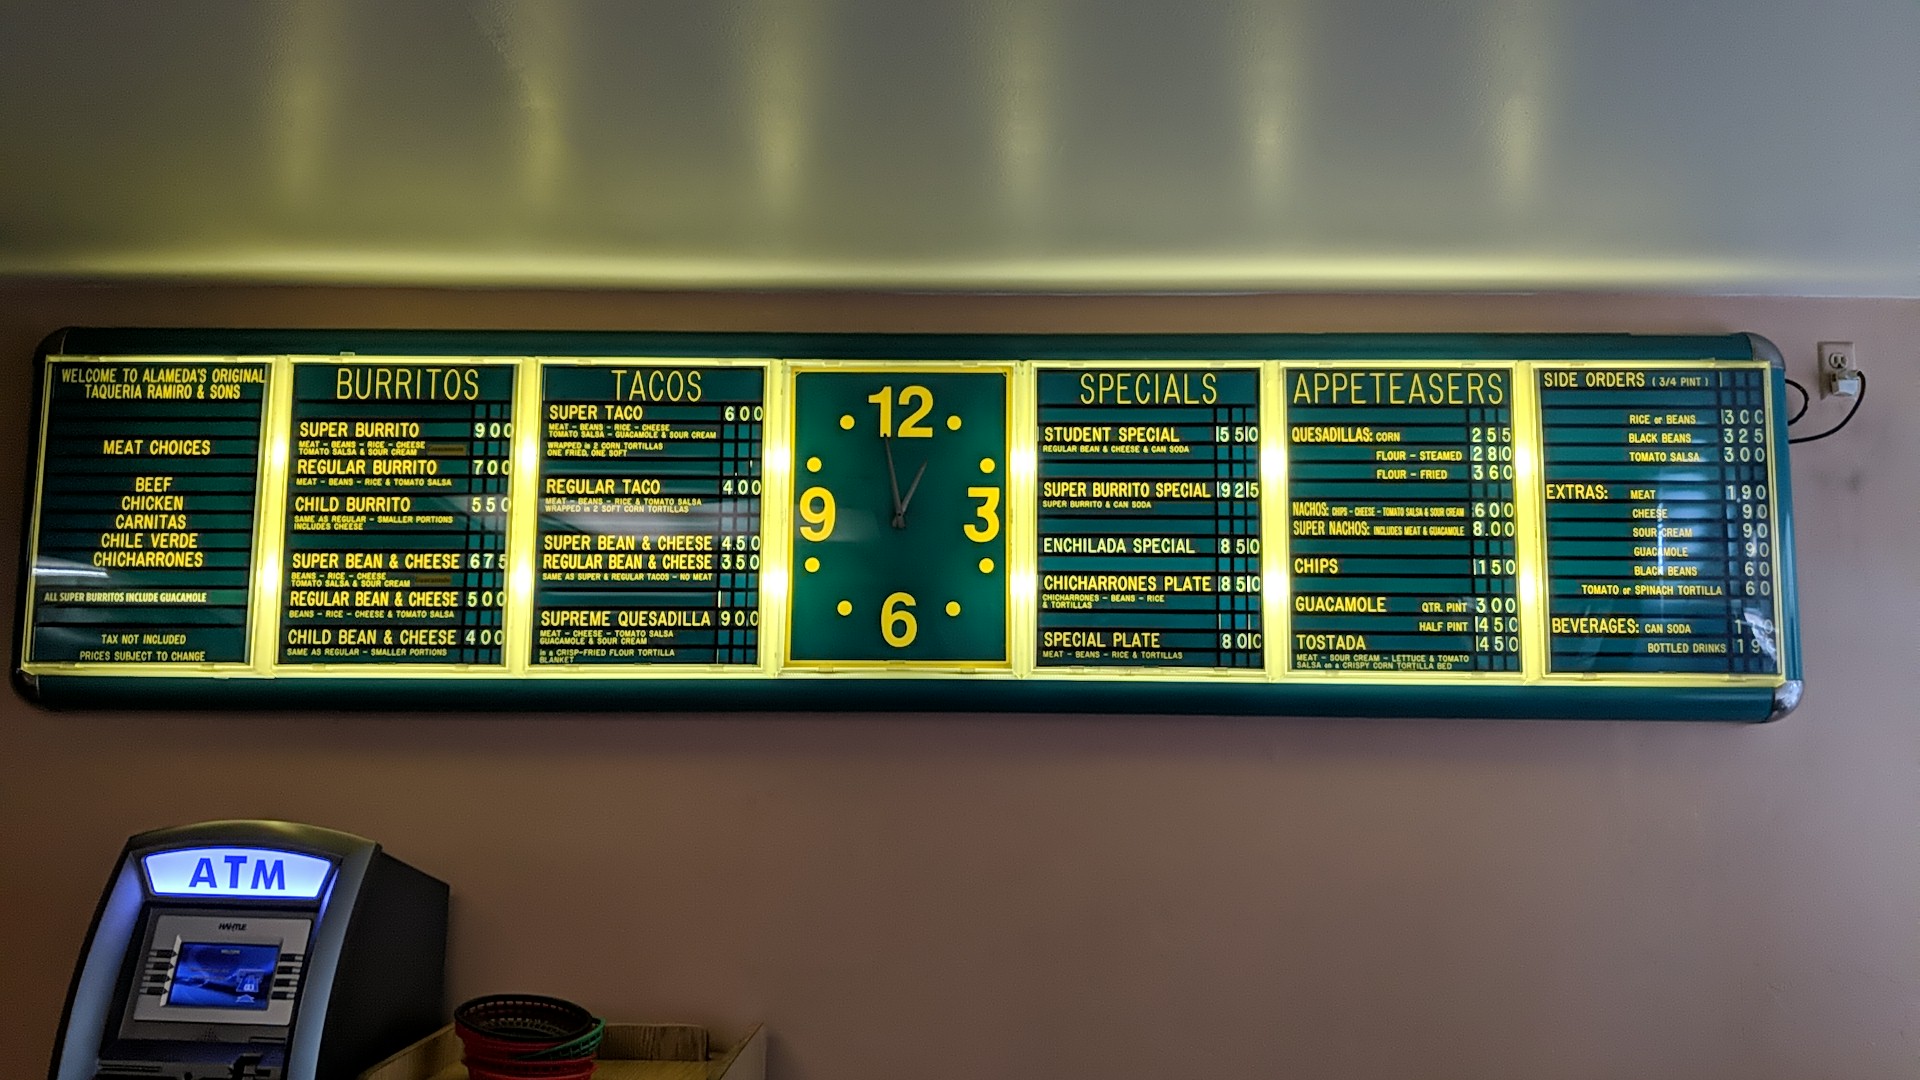 WELCOME TO ALAMEDA'S ORIGINAL
TAQUERIA RAMIRO & SONS
MEAT CHOICES
BEEF
CHICKEN
CARNITAS
CHILE VERDE
CHICHARRONES
ALL SUPER BURRITOS INCLUDE GUACAMOLE
TAX NOT INCLUDED
PRICES SUBJECT TO CHANGE
BURRITOS
SUPER BURRITO 900
MEAT - BEANS - RICE - CHEESE
TOMATO SALSA & SOUR CREAM
REGULAR BURRITO 700
MEAT - BEANS - RICE & TOMATO SALSA
CHILD BURRITO 550
SAME AS REGULAR - SMALLER PORTIONS
INCLUDES CHEESE
SUPER BEAN & CHEESE 675
BEANS - RICE - CHEESE
TOMATO SALSA & SOUR CREAM
REGULAR BEAN & CHEESE 500
BEANS - RICE - CHEESE & TOMATO SALSA
CHILD BEAN & CHEESE 400
SAME AS REGULAR - SMALLER PORTIONS
TACOS
SUPER TACO 600
MEAT - BEANS - RICE - CHEESE
TOMATO SALSA - GUACAMOLE & SOUR CREAM
WRAPPED in 2 CORN TORTILLAS
ONE FRIED, ONE SOFT
REGULAR TACO 4.00
MEAT - BEANS - RICE & TOMATO SALSA
WRAPPED in 2 SOFT CORN TORTILLAS
SUPER BEAN & CHEESE 4.50
REGULAR BEAN & CHEESE 350
SAME AS SUPER & REGULAR TACOS - NO MEAT
SUPREME QUESADILLA 900
MEAT - CHEESE - TOMATO SALSA
GUACAMOLE & SOUR CREAM
in a CRISP-FRIED FLOUR TORTILLA
BLANKET
12
9 3
6
SPECIALS
STUDENT SPECIAL 550
REGULAR BEAN & CHEESE & CAN SODA
SUPER BURRITO SPECIAL 925
SUPER BURRITO & CAN SODA
ENCHILADA SPECIAL 850
CHICHARRONES PLATE 850
CHICHARRONES - BEANS - RICE
& TORTILLAS
SPECIAL PLATE 800
MEAT - BEANS - RICE & TORTILLAS
APPETEASERS
QUESADILLAS: CORN 255
FLOUR - STEAMED 280
FLOUR - FRIED 360
NACHOS: CHIPS - CHEESE - TOMATO SALSA & SOUR CREAM 600
SUPER NACHOS: INCLUDES MEAT & GUACAMOLE 8.00
CHIPS 150
GUACAMOLE QTR. PINT 300
HALF PINT 450
TOSTADA 450
MEAT - SOUR CREAM - LETTUCE & TOMATO
SALSA on a CRISPY CORN TORTILLA BED
SIDE ORDERS (3/4 PINT)
RICE or BEANS 300
BLACK BEANS 325
TOMATO SALSA 3.00
EXTRAS: MEAT 1.90
CHEESE 90
SOUR CREAM 90
GUACAMOLE 90
BLACK BEANS 60
TOMATO or SPINACH TORTILLA 60
BEVERAGES: CAN SODA
BOTTLED DRINKS
ATM